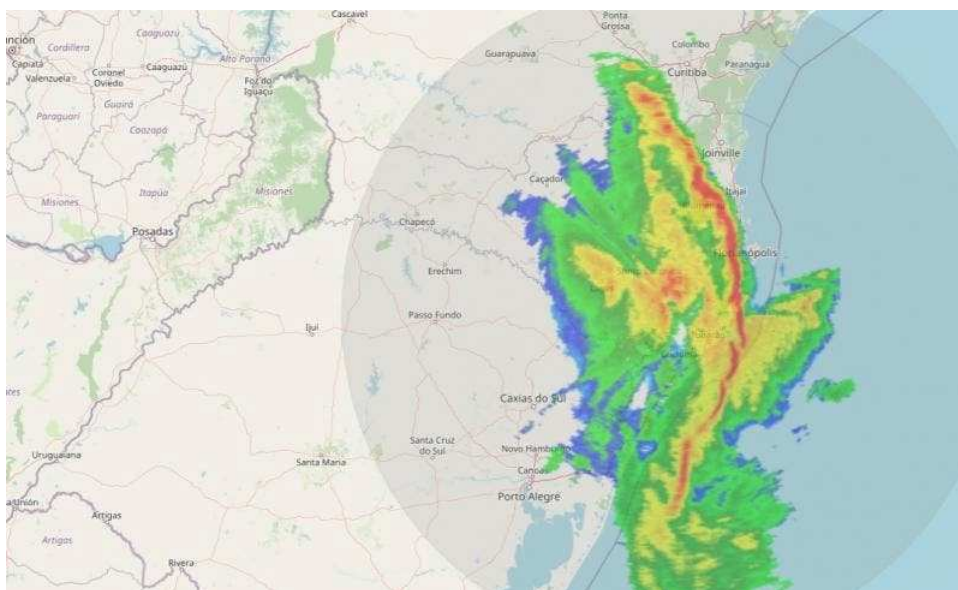 Cascavel
Ponta
Grossa
Caaguazú
nción
Cordillera
Alto Paraná
Guarapuava
Colombo
Capiatá
Coronel
Oviedo
Caaguazú
Curitiba
Paranaguá
Valenzuela
Foz do
Iguaçu
Guairá
Paraguarí
Caazapá
Joinville
Misiones
Itapúa
Misiones
Caçador
Itajaí
Posadas
Chapecó
Florianópolis
Erechim
Ijuí
Passo Fundo
Caxias do Sul
Santa Cruz
do Sul
Novo Hamburgo
Uruguaiana
Santa Maria
Canoas
Porto Alegre
a Unión
Artigas
Artigas
Rivera